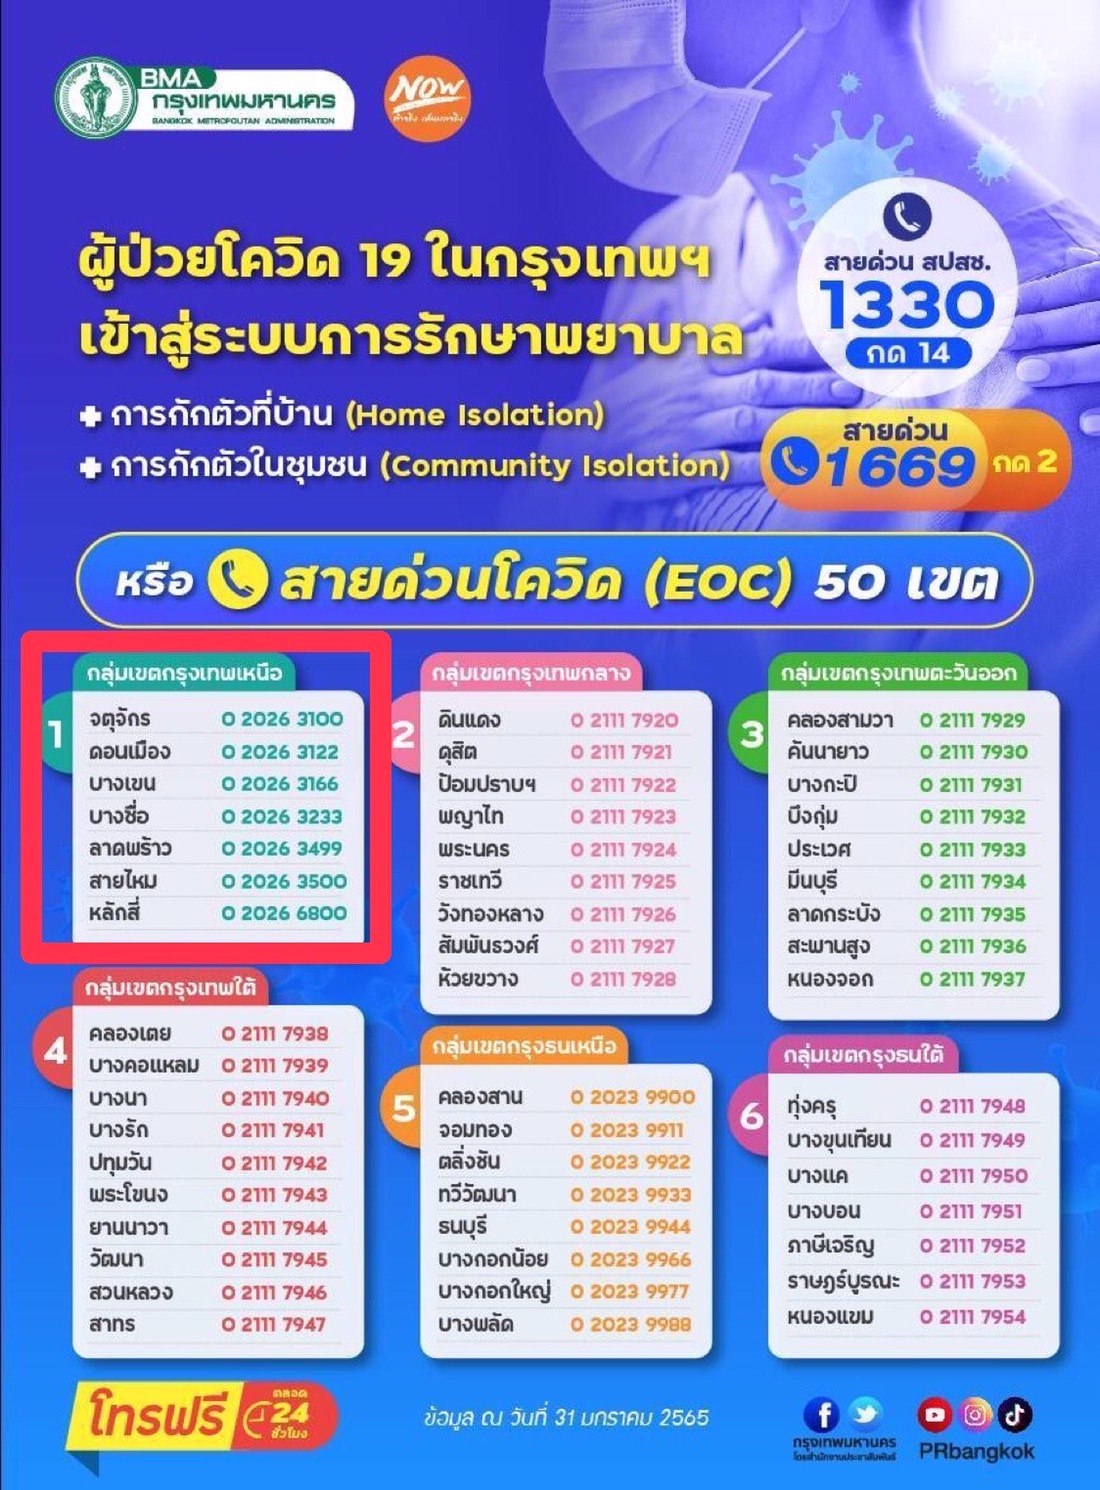 BMA
กรุงเทพมหานคร
BANGKOK METROPOLITAN ADMINISTRATION
NOW
ทำจริง เห็นผลจริง
ผู้ป่วยโควิด 19 ในกรุงเทพฯ
เข้าสู่ระบบการรักษาพยาบาล
การกักตัวที่บ้าน (Home Isolation)
การกักตัวในชุมชน (Community Isolation)
สายด่วน สปสช.
1330
กด 14
สายด่วน
1669 กด 2
หรือ สายด่วนโควิด (EOC) 50 เขต
1
กลุ่มเขตกรุงเทพเหนือ
จตุจักร 0 2026 3100
ดอนเมือง 0 2026 3122
บางเขน 0 2026 3166
บางซื่อ 0 2026 3233
ลาดพร้าว 0 2026 3499
สายไหม 0 2026 3500
หลักสี่ 0 2026 6800
2
กลุ่มเขตกรุงเทพกลาง
ดินแดง 0 2111 7920
ดุสิต 0 2111 7921
ป้อมปราบฯ 0 2111 7922
พญาไท 0 2111 7923
พระนคร 0 2111 7924
ราชเทวี 0 2111 7925
วังทองหลาง 0 2111 7926
สัมพันธวงศ์ 0 2111 7927
ห้วยขวาง 0 2111 7928
3
กลุ่มเขตกรุงเทพตะวันออก
คลองสามวา 0 2111 7929
คันนายาว 0 2111 7930
บางกะปิ 0 2111 7931
บึงกุ่ม 0 2111 7932
ประเวศ 0 2111 7933
มีนบุรี 0 2111 7934
ลาดกระบัง 0 2111 7935
สะพานสูง 0 2111 7936
หนองจอก 0 2111 7937
4
กลุ่มเขตกรุงเทพใต้
คลองเตย 0 2111 7938
บางคอแหลม 0 2111 7939
บางนา 0 2111 7940
บางรัก 0 2111 7941
ปทุมวัน 0 2111 7942
พระโขนง 0 2111 7943
ยานนาวา 0 2111 7944
วัฒนา 0 2111 7945
สวนหลวง 0 2111 7946
สาทร 0 2111 7947
5
กลุ่มเขตกรุงธนเหนือ
คลองสาน 0 2023 9900
จอมทอง 0 2023 9911
ตลิ่งชัน 0 2023 9922
ทวีวัฒนา 0 2023 9933
ธนบุรี 0 2023 9944
บางกอกน้อย 0 2023 9966
บางกอกใหญ่ 0 2023 9977
บางพลัด 0 2023 9988
6
กลุ่มเขตกรุงธนใต้
ทุ่งครุ 0 2111 7948
บางขุนเทียน 0 2111 7949
บางแค 0 2111 7950
บางบอน 0 2111 7951
ภาษีเจริญ 0 2111 7952
ราษฎร์บูรณะ 0 2111 7953
หนองแขม 0 2111 7954
โทรฟรี
ตลอด
24
ชั่วโมง
ข้อมูล ณ วันที่ 31 มกราคม 2565
กรุงเทพมหานคร
โดยสำนักงานประชาสัมพันธ์
PRbangkok